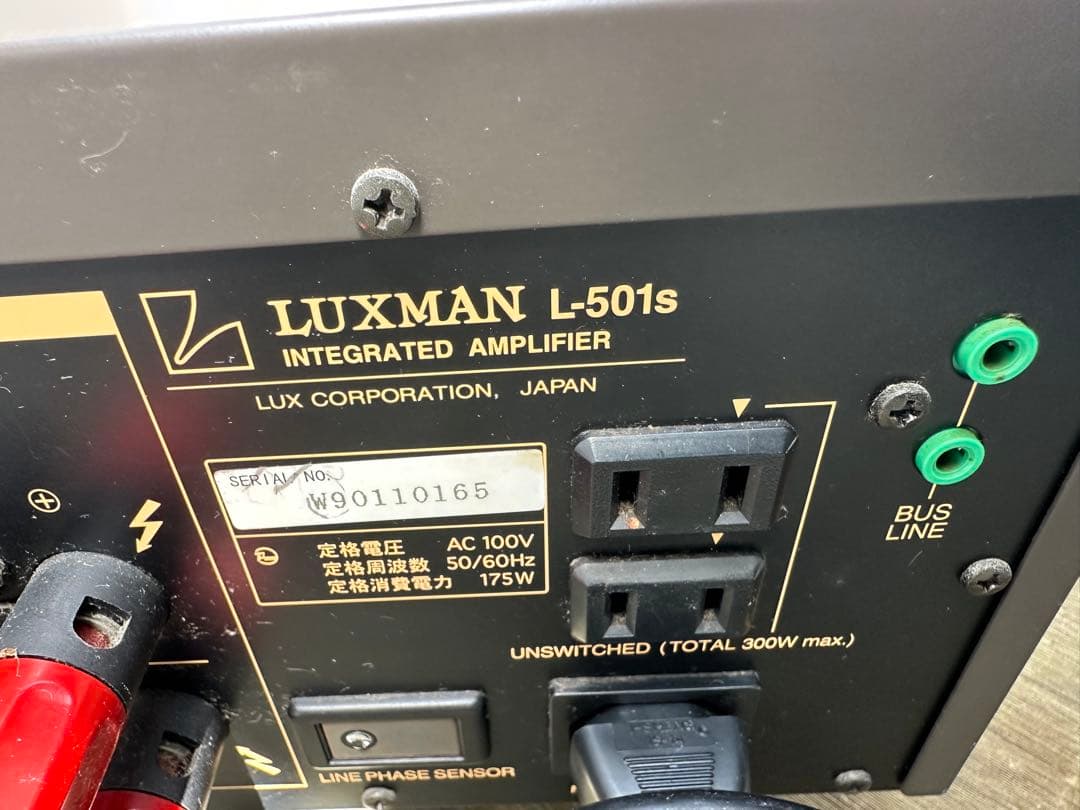 LUXMAN L-501s
INTEGRATED AMPLIFIER
LUX CORPORATION, JAPAN
SERIAL NO.
W90110165
定格電圧 AC 100V
定格周波数 50/60Hz
定格消費電力 175W
BUS
LINE
UNSWITCHED (TOTAL 300W max.)
LINE PHASE SENSOR